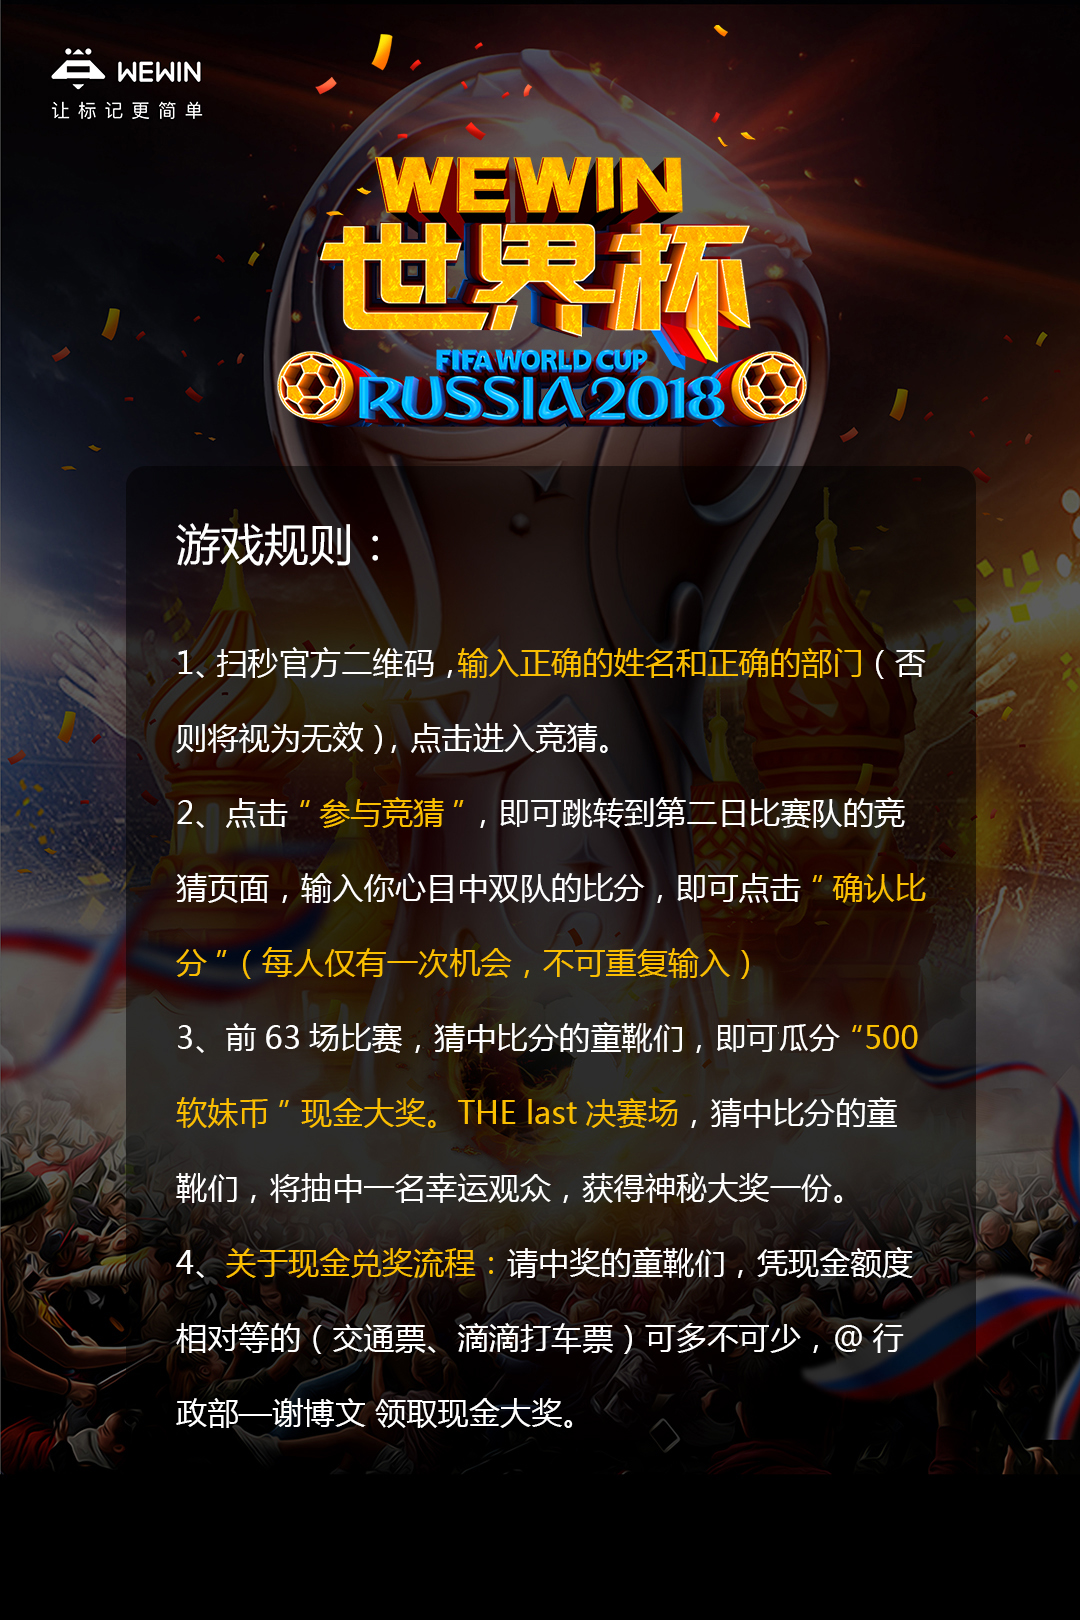 WEWIN
让标记更简单
WEWIN
世界杯
FIFA WORLD CUP
RUSSIA2018
游戏规则：
1、扫秒官方二维码，输入正确的姓名和正确的部门（否
则将视为无效），点击进入竞猜。
2、点击“参与竞猜”，即可跳转到第二日比赛队的竞
猜页面，输入你心目中双队的比分，即可点击“确认比
分”（每人仅有一次机会，不可重复输入）
3、前 63 场比赛，猜中比分的童靴们，即可瓜分“500
软妹币”现金大奖。THE last 决赛场，猜中比分的童
靴们，将抽中一名幸运观众，获得神秘大奖一份。
4、关于现金兑奖流程：请中奖的童靴们，凭现金额度
相对等的（交通票、滴滴打车票）可多不可少，@ 行
政部—谢博文 领取现金大奖。